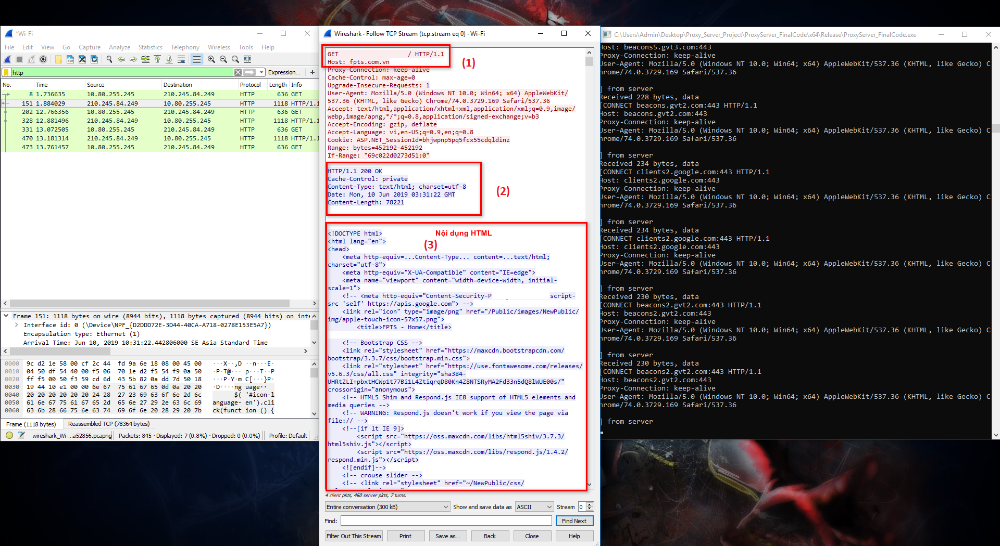 *Wi-Fi
File Edit View Go Capture Analyze Statistics Telephony Wireless Tools Help
http
Expression... +
No. Time Source Destination Protocol Length Info
8 1.736635 10.80.255.245 210.245.84.249 HTTP 636 GET
151 1.884029 210.245.84.249 10.80.255.245 HTTP 1118 HTTP/1.1
202 12.766356 10.80.255.245 210.245.84.249 HTTP 636 GET
328 12.881496 210.245.84.249 10.80.255.245 HTTP 1118 HTTP/1.1
331 13.072505 10.80.255.245 210.245.84.249 HTTP 636 GET
470 13.181314 210.245.84.249 10.80.255.245 HTTP 1118 HTTP/1.1
473 13.761457 10.80.255.245 210.245.84.249 HTTP 636 GET
Frame 151: 1118 bytes on wire (8944 bits), 1118 bytes captured (8944 bits) on inte
Interface id: 0 (\Device\NPF_{D2DDD72E-3D44-40CA-A718-0278E153E5A7})
Encapsulation type: Ethernet (1)
Arrival Time: Jun 10, 2019 10:31:22.442806000 SE Asia Standard Time
0000 9c d2 1e 58 00 cf 2c 44 fd 9a 6e 18 08 00 45 00 ···X··,D ··n···E·
0010 04 50 df 54 40 00 f5 06 70 1e d2 f5 54 f9 0a 50 ·P·T@··· p···T··P
0020 ff f5 00 50 f3 59 cd 6d 43 5b 82 0a dd 7d 50 18 ···P·Y·m C[···}P·
0030 19 44 10 e1 00 00 6e 67 75 61 67 65 0d 0a 20 20 ·D····ng uage··
0040 20 20 20 20 20 20 24 28 27 23 69 63 6f 6e 2d 6c $( '#icon-l
0050 61 6e 67 75 61 67 65 2d 65 6e 27 29 2e 63 6c 69 anguage- en').cli
0060 63 6b 28 66 75 6e 63 74 69 6f 6e 20 28 29 20 7b ck(funct ion () {
Frame (1118 bytes) Reassembled TCP (78364 bytes)
wireshark_Wi-...a52856.pcapng Packets: 845 · Displayed: 7 (0.8%) · Dropped: 0 (0.0%) Profile: Default
Wireshark · Follow TCP Stream (tcp.stream eq 0) · Wi-Fi
GET / HTTP/1.1
Host: fpts.com.vn
(1)
Proxy-Connection: keep-alive
Cache-Control: max-age=0
Upgrade-Insecure-Requests: 1
User-Agent: Mozilla/5.0 (Windows NT 10.0; Win64; x64) AppleWebKit/
537.36 (KHTML, like Gecko) Chrome/74.0.3729.169 Safari/537.36
Accept: text/html,application/xhtml+xml,application/xml;q=0.9,image/
webp,image/apng,*/*;q=0.8,application/signed-exchange;v=b3
Accept-Encoding: gzip, deflate
Accept-Language: vi,en-US;q=0.9,en;q=0.8
Cookie: ASP.NET_SessionId=bhjwpnp5pq5fcx55cdqldinz
Range: bytes=452192-452192
If-Range: "69c022d0273d51:0"
HTTP/1.1 200 OK
Cache-Control: private
Content-Type: text/html; charset=utf-8
(2)
Date: Mon, 10 Jun 2019 03:31:22 GMT
Content-Length: 78221
<!DOCTYPE html>
Nội dụng HTML
<html lang="en">
(3)
<head>
<meta http-equiv=...Content-Type... content=...text/html;
charset="utf-8">
<meta http-equiv="X-UA-Compatible" content="IE=edge">
<meta name="viewport" content="width=device-width, initial-
scale=1">
<!-- <meta http-equiv="Content-Security-P script-
src 'self' https://apis.google.com"> -->
<link rel="icon" type="image/png" href="/Public/images/NewPublic/
img/apple-touch-icon-57x57.png">
<title>FPTS - Home</title>
<!-- Bootstrap CSS -->
<link rel="stylesheet" href="https://maxcdn.bootstrapcdn.com/
bootstrap/3.3.7/css/bootstrap.min.css">
<link rel="stylesheet" href="https://use.fontawesome.com/releases/
v5.6.3/css/all.css" integrity="sha384-
UHRtZLI+pbxtHCWp1t77Bi1L4ZtiqrqD80Kn4Z8NTSRyMA2Fd33n5dQ8lWUE00s/"
crossorigin="anonymous">
<!-- HTML5 Shim and Respond.js IE8 support of HTML5 elements and
media queries -->
<!-- WARNING: Respond.js doesn't work if you view the page via
file:// -->
<!--[if lt IE 9]>
<script src="https://oss.maxcdn.com/libs/html5shiv/3.7.3/
html5shiv.js"></script>
<script src="https://oss.maxcdn.com/libs/respond.js/1.4.2/
respond.min.js"></script>
<![endif]-->
<!-- crouse slider -->
<!-- <link rel="stylesheet" href="~/NewPublic/css/
4 client pkts, 460 server pkts, 7 turns.
Entire conversation (300 kB) Show and save data as ASCII Stream 0
Find: Find Next
Filter Out This Stream Print Save as... Back Close Help
C:\Users\Admin\Desktop\Proxy_Server_Project\ProxyServer_FinalCode\x64\Release\ProxyServer_FinalCode.exe
Host: beacons5.gvt3.com:443
Proxy-Connection: keep-alive
User-Agent: Mozilla/5.0 (Windows NT 10.0; Win64; x64) AppleWebKit/537.36 (KHTML, like Gecko) C
hrome/74.0.3729.169 Safari/537.36
] from server
Received 228 bytes, data
[CONNECT beacons.gvt2.com:443 HTTP/1.1
Host: beacons.gvt2.com:443
Proxy-Connection: keep-alive
User-Agent: Mozilla/5.0 (Windows NT 10.0; Win64; x64) AppleWebKit/537.36 (KHTML, like Gecko) C
hrome/74.0.3729.169 Safari/537.36
] from server
Received 234 bytes, data
[CONNECT clients2.google.com:443 HTTP/1.1
Host: clients2.google.com:443
Proxy-Connection: keep-alive
User-Agent: Mozilla/5.0 (Windows NT 10.0; Win64; x64) AppleWebKit/537.36 (KHTML, like Gecko) C
hrome/74.0.3729.169 Safari/537.36
] from server
Received 234 bytes, data
[CONNECT clients2.google.com:443 HTTP/1.1
Host: clients2.google.com:443
Proxy-Connection: keep-alive
User-Agent: Mozilla/5.0 (Windows NT 10.0; Win64; x64) AppleWebKit/537.36 (KHTML, like Gecko) C
hrome/74.0.3729.169 Safari/537.36
] from server
Received 230 bytes, data
[CONNECT beacons2.gvt2.com:443 HTTP/1.1
Host: beacons2.gvt2.com:443
Proxy-Connection: keep-alive
User-Agent: Mozilla/5.0 (Windows NT 10.0; Win64; x64) AppleWebKit/537.36 (KHTML, like Gecko) C
hrome/74.0.3729.169 Safari/537.36
] from server
Received 230 bytes, data
[CONNECT beacons2.gvt2.com:443 HTTP/1.1
Host: beacons2.gvt2.com:443
Proxy-Connection: keep-alive
User-Agent: Mozilla/5.0 (Windows NT 10.0; Win64; x64) AppleWebKit/537.36 (KHTML, like Gecko) C
hrome/74.0.3729.169 Safari/537.36
] from server